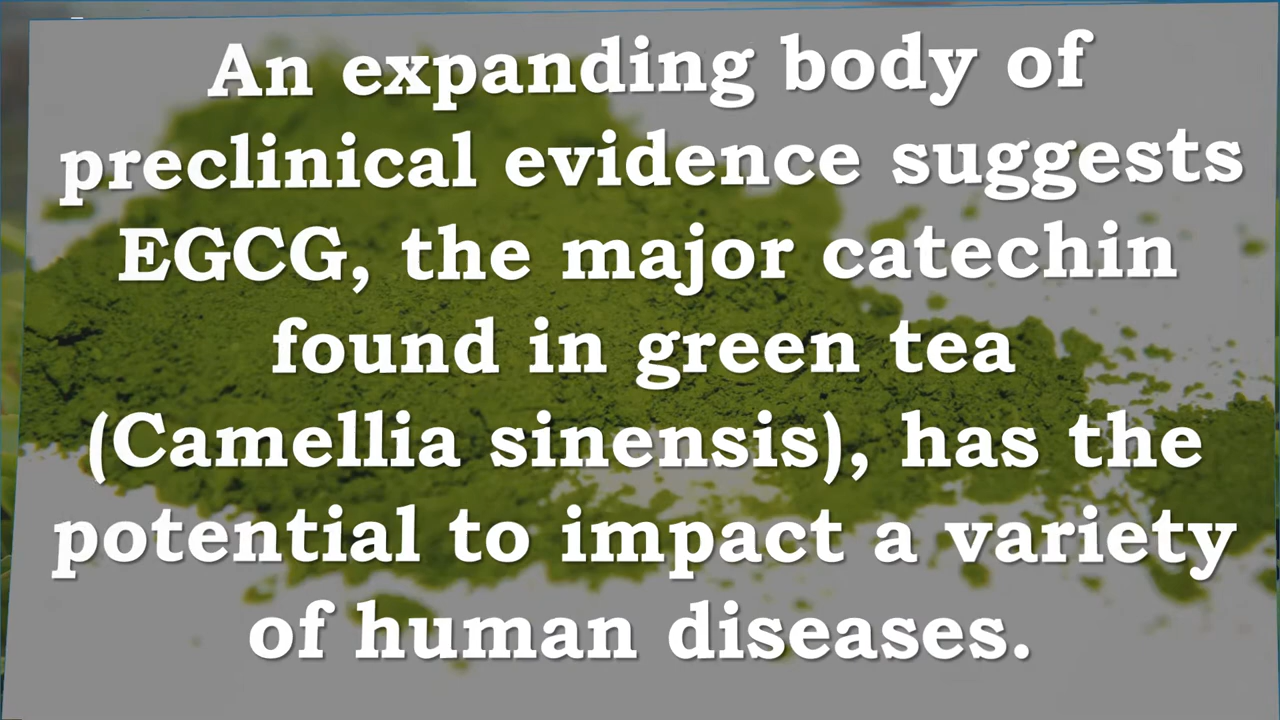 An expanding body of
preclinical evidence suggests
EGCG, the major catechin
found in green tea
(Camellia sinensis), has the
potential to impact a variety
of human diseases.